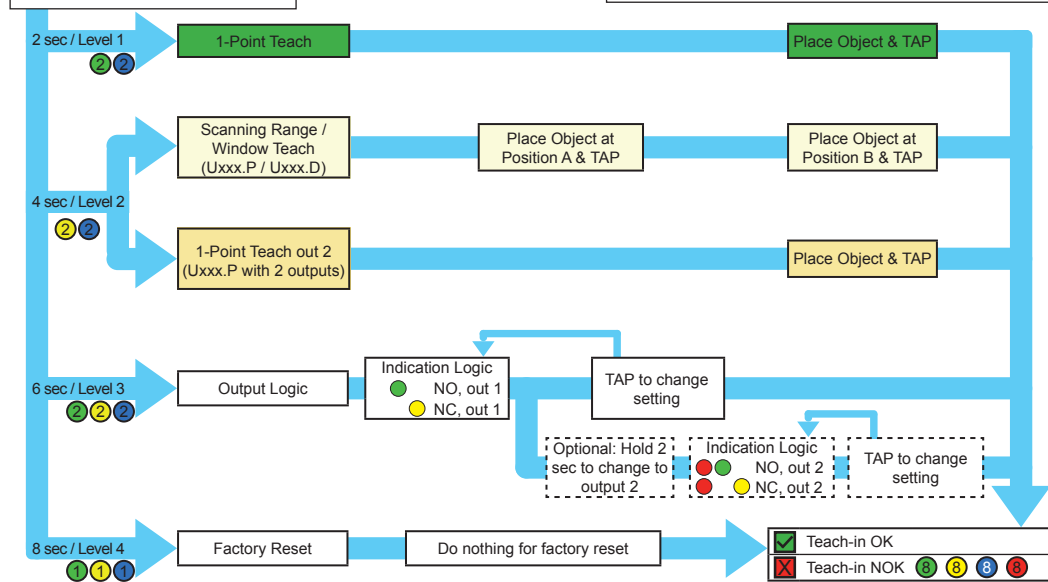 2 sec / Level 1
2 2
1-Point Teach
Place Object & TAP
4 sec / Level 2
2 2
Scanning Range /
Window Teach
(Uxxx.P / Uxxx.D)
Place Object at
Position A & TAP
Place Object at
Position B & TAP
1-Point Teach out 2
(Uxxx.P with 2 outputs)
Place Object & TAP
6 sec / Level 3
2 2 2
Output Logic
Indication Logic
NO, out 1
NC, out 1
TAP to change
setting
Optional: Hold 2
sec to change to
output 2
Indication Logic
NO, out 2
NC, out 2
TAP to change
setting
8 sec / Level 4
1 1 1
Factory Reset
Do nothing for factory reset
Teach-in OK
Teach-in NOK 8 8 8 8